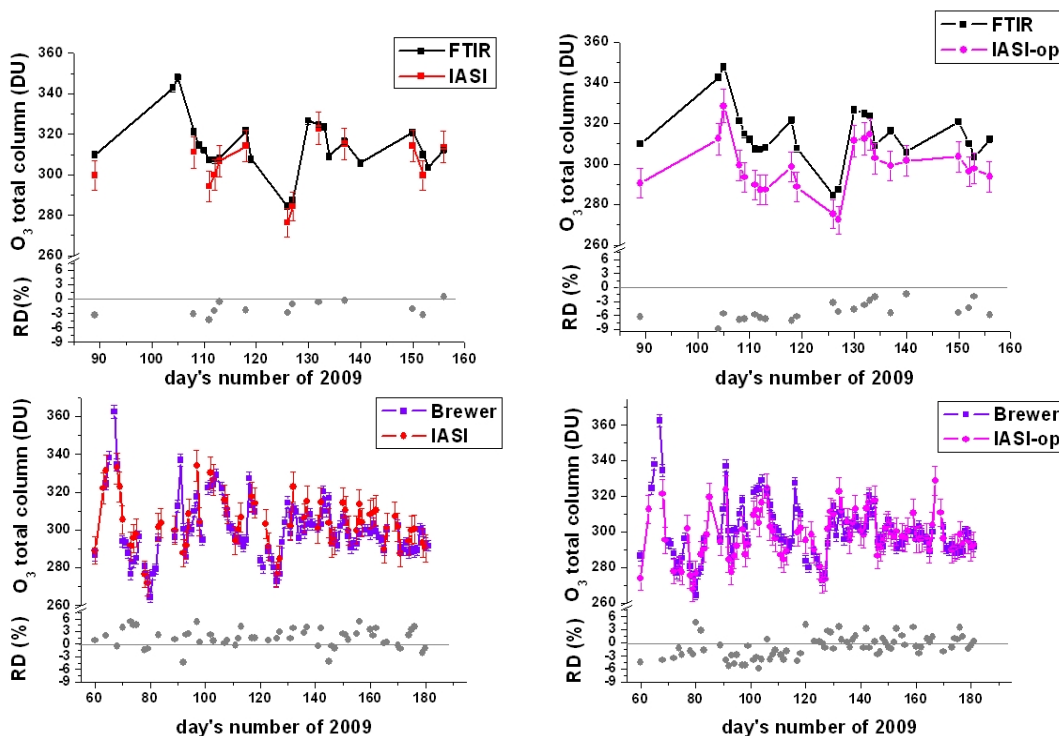 FTIR
IASI
O3 total column (DU)
360
340
320
300
280
260
RD(%)
6
3
0
-3
-6
-9
90 100 110 120 130 140 150 160
day's number of 2009
FTIR
IASI-op
O3 total column (DU)
360
340
320
300
280
260
RD (%)
6
3
0
-3
-6
-9
90 100 110 120 130 140 150 160
day's number of 2009
Brewer
IASI
O3 total column (DU)
360
340
320
300
280
260
RD (%)
6
3
0
-3
-6
-9
60 80 100 120 140 160 180
day's number of 2009
Brewer
IASI-op
O3 total column (DU)
360
340
320
300
280
260
RD (%)
6
3
0
-3
-6
-9
60 80 100 120 140 160 180
day's number of 2009